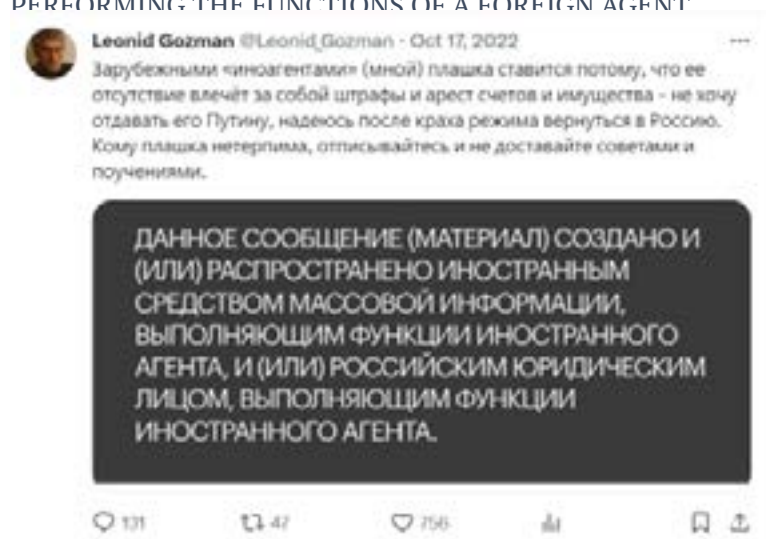 PERFORMING THE FUNCTIONS OF A FOREIGN AGENT
Leonid Gozman @Leonid_Gozman · Oct 17, 2022
Зарубежными «иноагентами» (мной) плашка ставится потому, что ее
отсутствие влечёт за собой штрафы и арест счетов и имущества - не хочу
отдавать его Путину, надеюсь после краха режима вернуться в Россию.
Кому плашка нетерпима, отписывайтесь и не доставайте советами и
поучениями.
ДАННОЕ СООБЩЕНИЕ (МАТЕРИАЛ) СОЗДАНО И
(ИЛИ) РАСПРОСТРАНЕНО ИНОСТРАННЫМ
СРЕДСТВОМ МАССОВОЙ ИНФОРМАЦИИ,
ВЫПОЛНЯЮЩИМ ФУНКЦИИ ИНОСТРАННОГО
АГЕНТА, И (ИЛИ) РОССИЙСКИМ ЮРИДИЧЕСКИМ
ЛИЦОМ, ВЫПОЛНЯЮЩИМ ФУНКЦИИ
ИНОСТРАННОГО АГЕНТА.
131 47 756